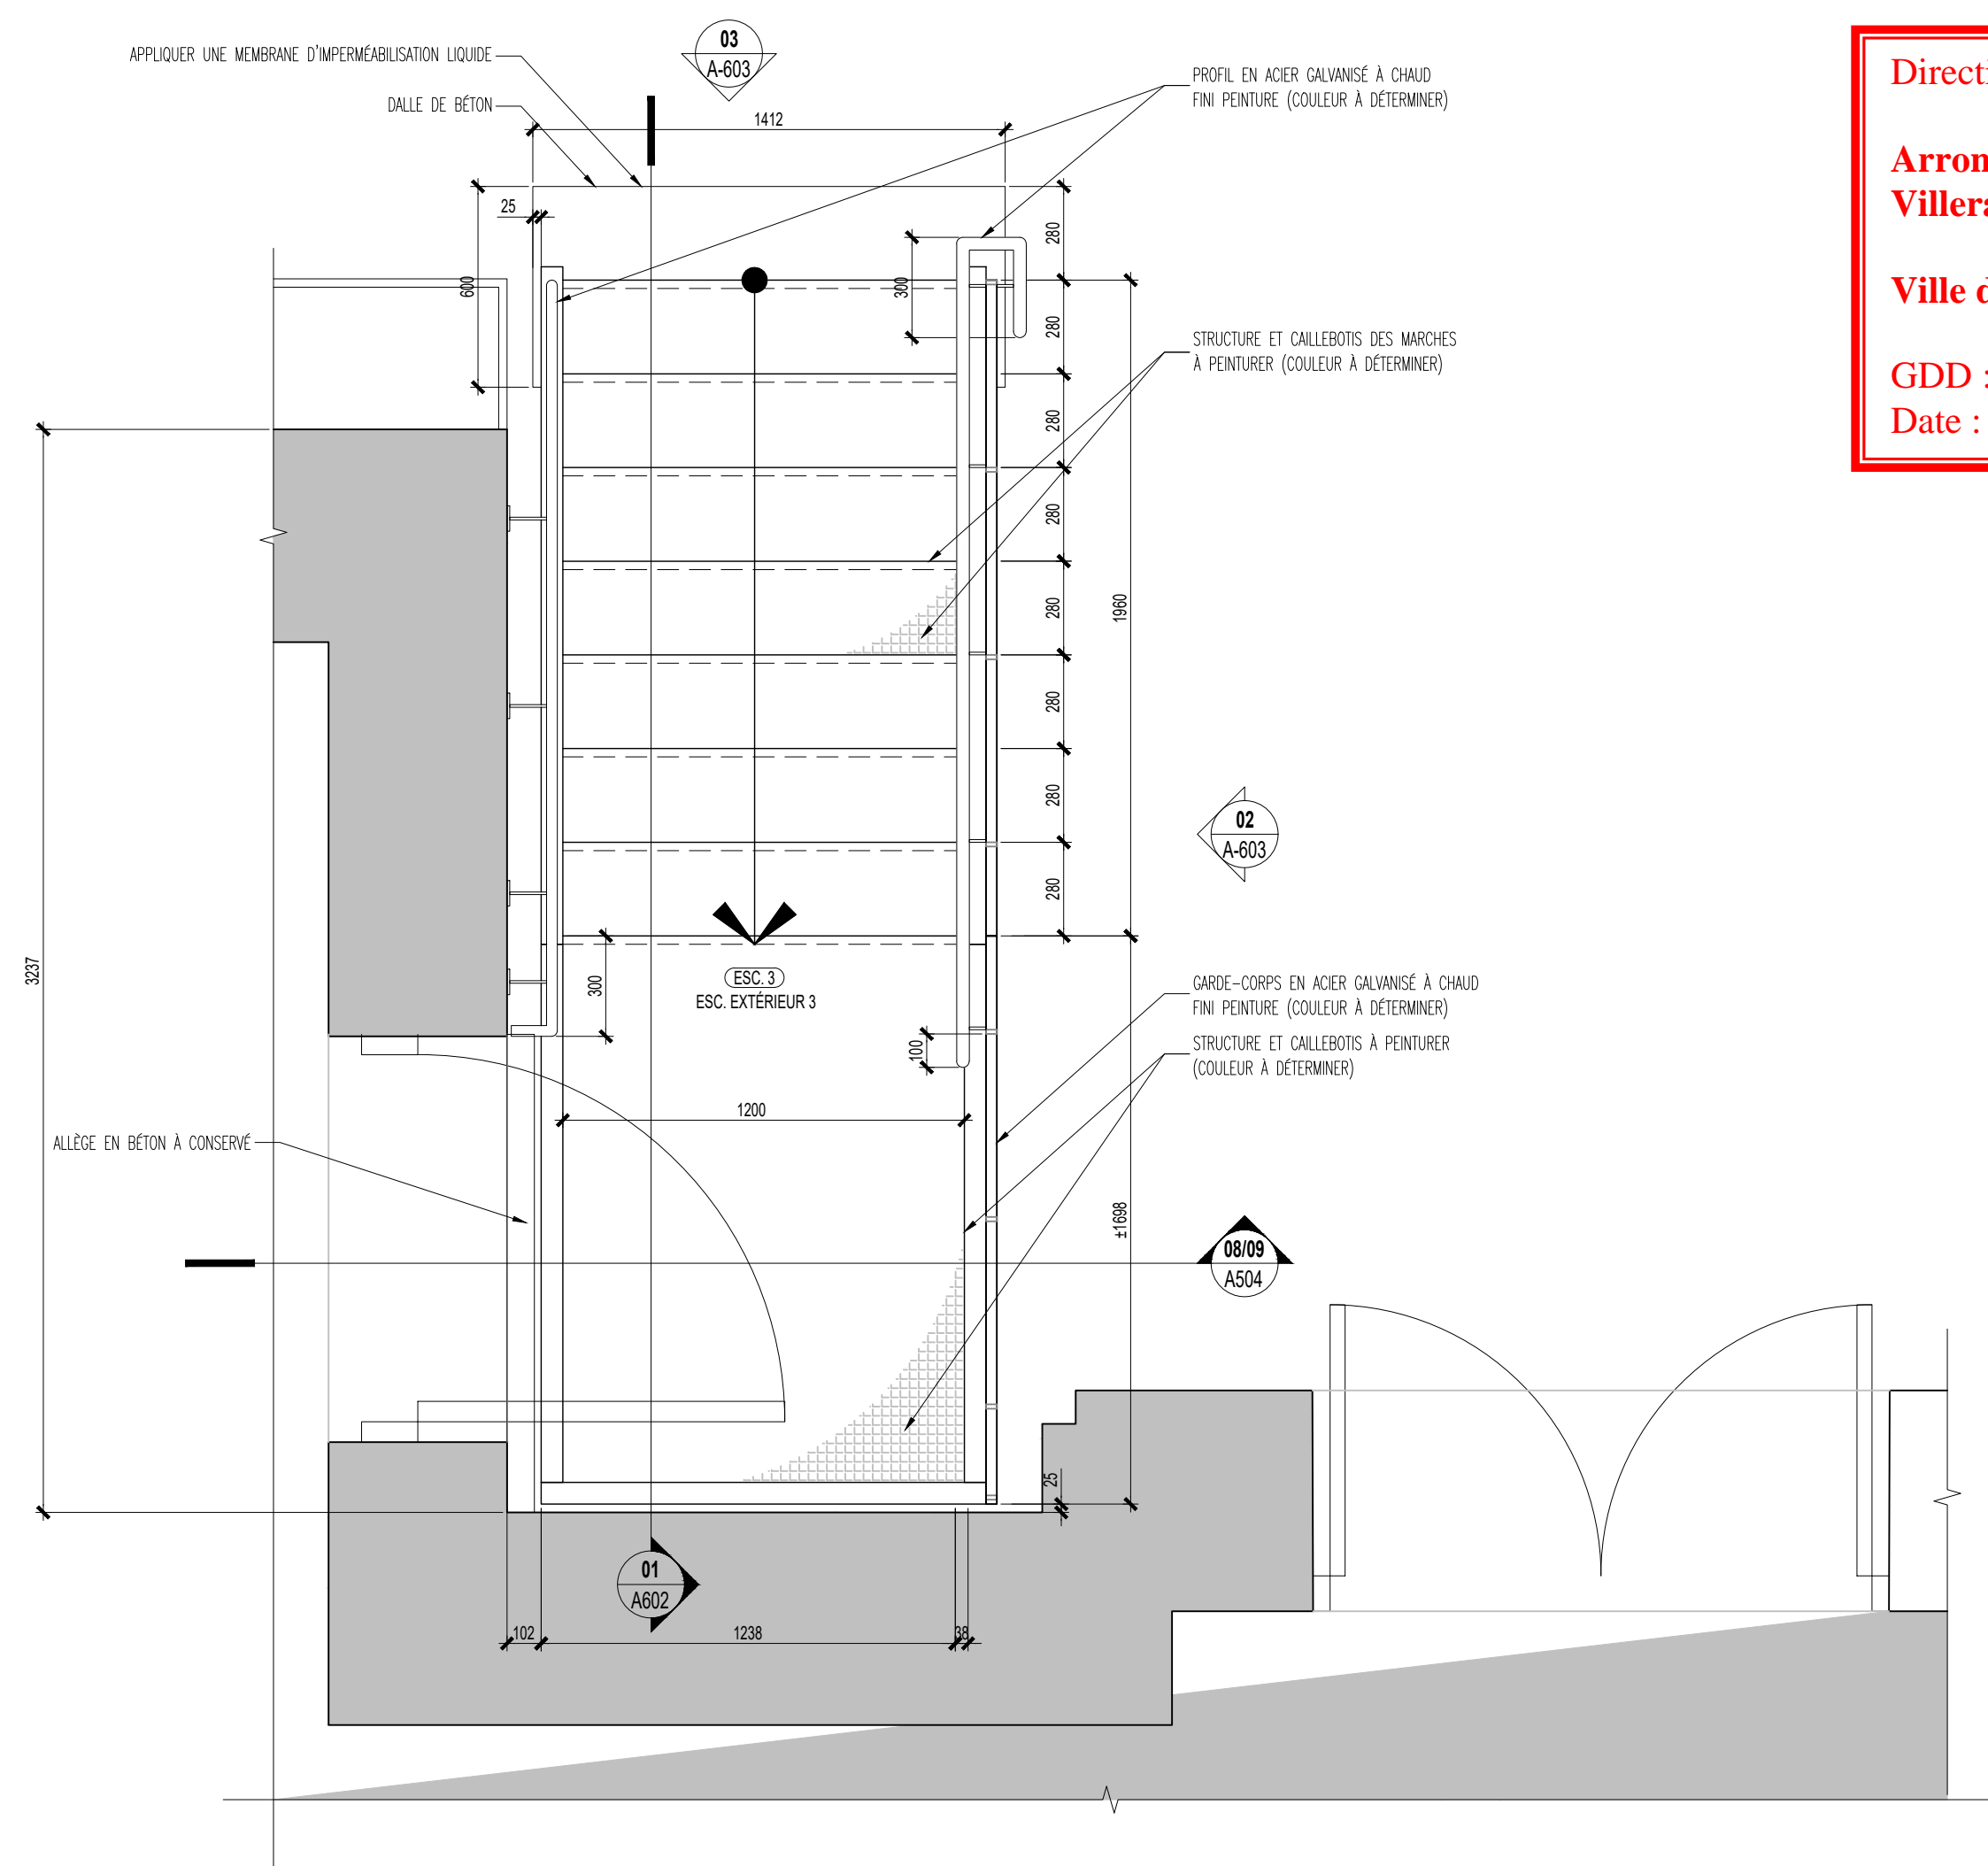 APPLIQUER UNE MEMBRANE D'IMPERMÉABILISATION LIQUIDE
DALLE DE BÉTON
03
A-603
PROFIL EN ACIER GALVANISÉ À CHAUD
FINI PEINTURE (COULEUR À DÉTERMINER)
Directi
Arron
Villera
Ville d
GDD :
Date :
1412
25
600
300
280
280
280
280
280
280
280
280
1960
STRUCTURE ET CAILLEBOTIS DES MARCHES
À PEINTURER (COULEUR À DÉTERMINER)
02
A-603
3237
300
ESC. 3
ESC. EXTÉRIEUR 3
100
GARDE-CORPS EN ACIER GALVANISÉ À CHAUD
FINI PEINTURE (COULEUR À DÉTERMINER)
STRUCTURE ET CAILLEBOTIS À PEINTURER
(COULEUR À DÉTERMINER)
1200
ALLÈGE EN BÉTON À CONSERVÉ
±1698
08/09
A504
25
01
A602
102
1238
38